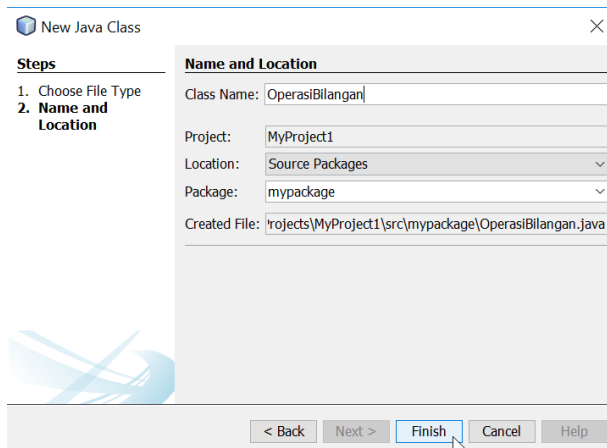 New Java Class
Steps
1. Choose File Type
2. Name and
Location
Name and Location
Class Name: OperasiBilangan
Project: MyProject1
Location: Source Packages
Package: mypackage
Created File: rojects\MyProject1\src\mypackage\OperasiBilangan.java
< Back Next > Finish Cancel Help